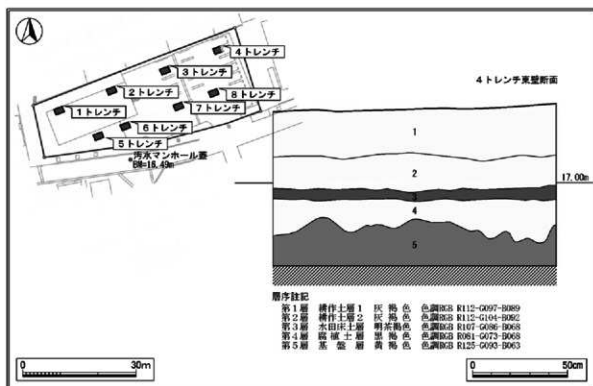 4トレンチ
3トレンチ
2トレンチ
8トレンチ
1トレンチ
7トレンチ
6トレンチ
5トレンチ
汚水マンホール蓋
BM=16.49m
4トレンチ東壁断面
1
2
17.00m
3
4
5
層序註記
第1層 耕作土層1 灰褐色 色調RGB R112-G097-B089
第2層 耕作土層2 灰褐色 色調RGB R112-G104-B092
第3層 水田床土層 明茶褐色 色調RGB R107-G086-B068
第4層 腐植土層 黒褐色 色調RGB R081-G073-B068
第5層 基盤層 黄褐色 色調RGB R125-G093-B063
0 30m
0 50cm